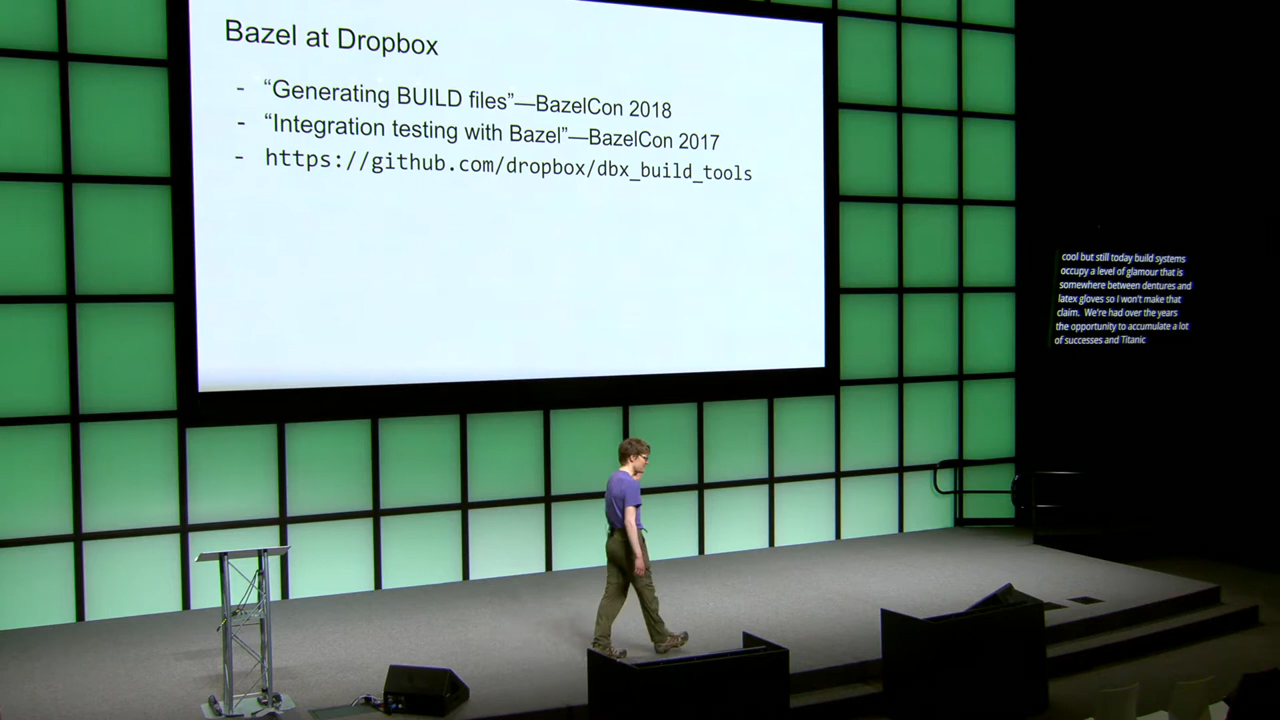 Bazel at Dropbox
- “Generating BUILD files”—BazelCon 2018
- “Integration testing with Bazel”—BazelCon 2017
- https://github.com/dropbox/dbx_build_tools
cool but still today build systems
occupy a level of glamour that is
somewhere between dentures and
latex gloves so I won't make that
claim. We're had over the years
the opportunity to accumulate a lot
of successes and Titanic